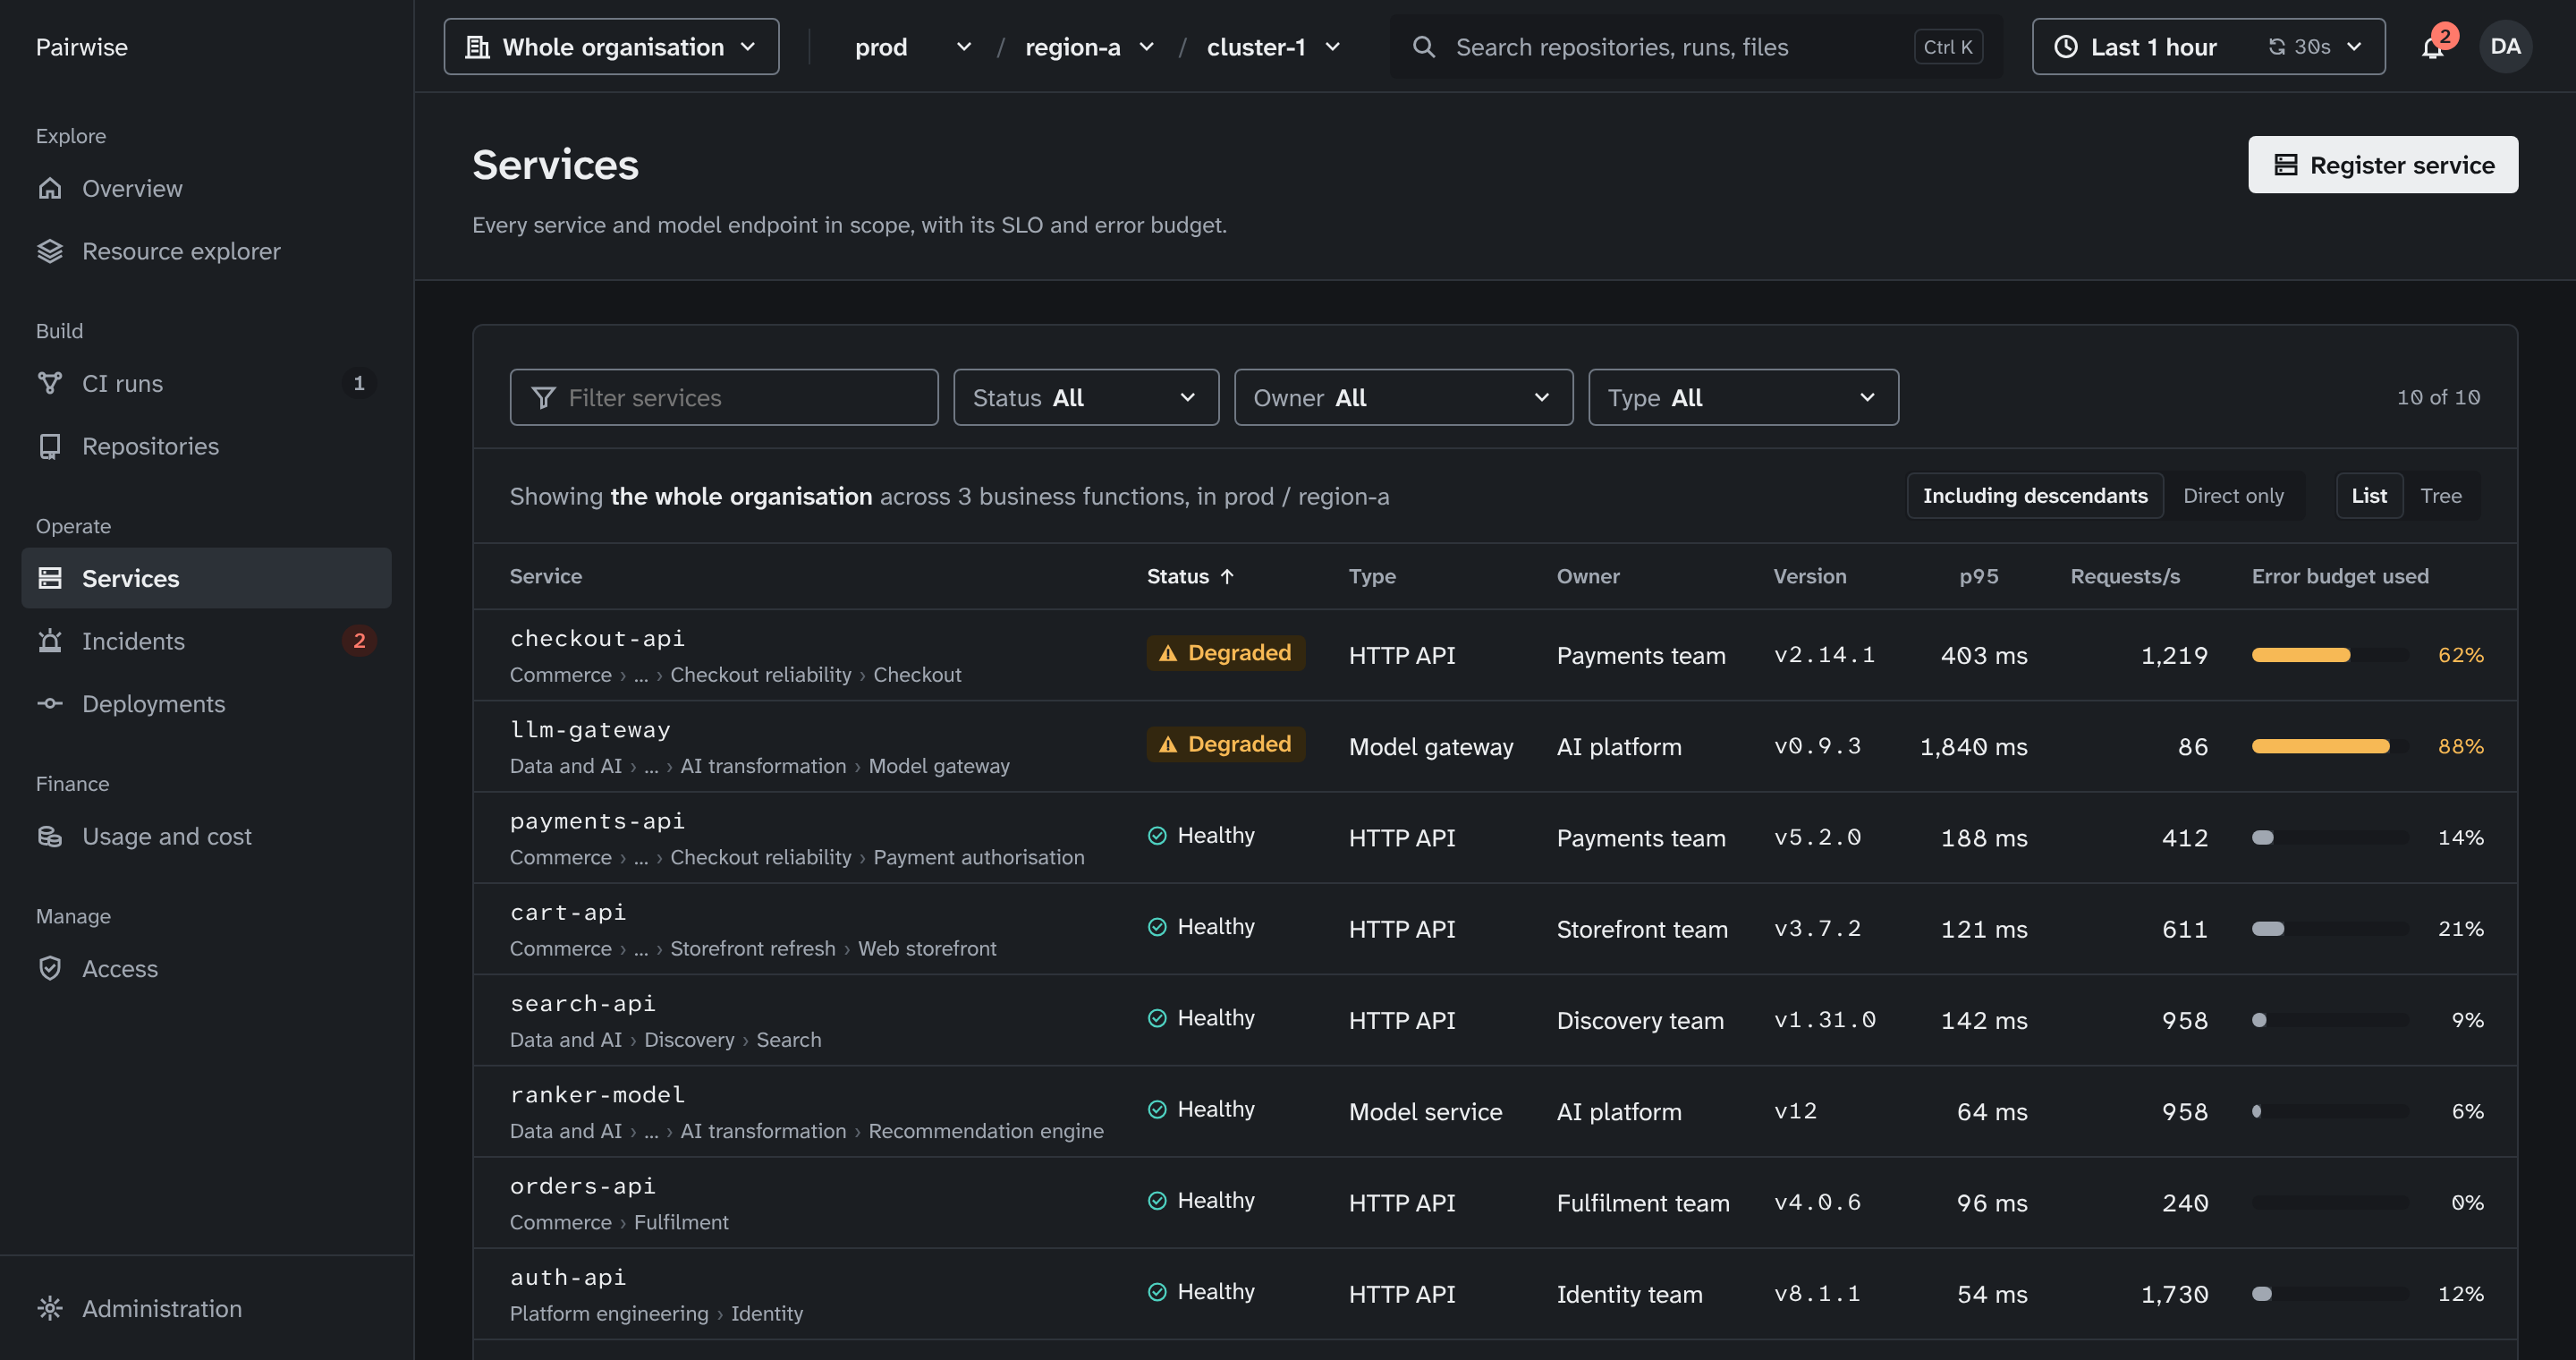 Pairwise
Whole organisation
prod / region-a / cluster-1
Search repositories, runs, files
Ctrl K
Last 1 hour
30s
2
DA
Explore
Overview
Resource explorer
Build
CI runs 1
Repositories
Operate
Services
Incidents 2
Deployments
Finance
Usage and cost
Manage
Access
Administration
Services
Register service
Every service and model endpoint in scope, with its SLO and error budget.
Filter services
Status All
Owner All
Type All
10 of 10
Showing the whole organisation across 3 business functions, in prod / region-a
Including descendants Direct only
List Tree
Service Status ↑ Type Owner Version p95 Requests/s Error budget used
checkout-api
Commerce › ... › Checkout reliability › Checkout
Degraded HTTP API Payments team v2.14.1 403 ms 1,219 62%
llm-gateway
Data and AI › ... › AI transformation › Model gateway
Degraded Model gateway AI platform v0.9.3 1,840 ms 86 88%
payments-api
Commerce › ... › Checkout reliability › Payment authorisation
Healthy HTTP API Payments team v5.2.0 188 ms 412 14%
cart-api
Commerce › ... › Storefront refresh › Web storefront
Healthy HTTP API Storefront team v3.7.2 121 ms 611 21%
search-api
Data and AI › Discovery › Search
Healthy HTTP API Discovery team v1.31.0 142 ms 958 9%
ranker-model
Data and AI › ... › AI transformation › Recommendation engine
Healthy Model service AI platform v12 64 ms 958 6%
orders-api
Commerce › Fulfilment
Healthy HTTP API Fulfilment team v4.0.6 96 ms 240 0%
auth-api
Platform engineering › Identity
Healthy HTTP API Identity team v8.1.1 54 ms 1,730 12%